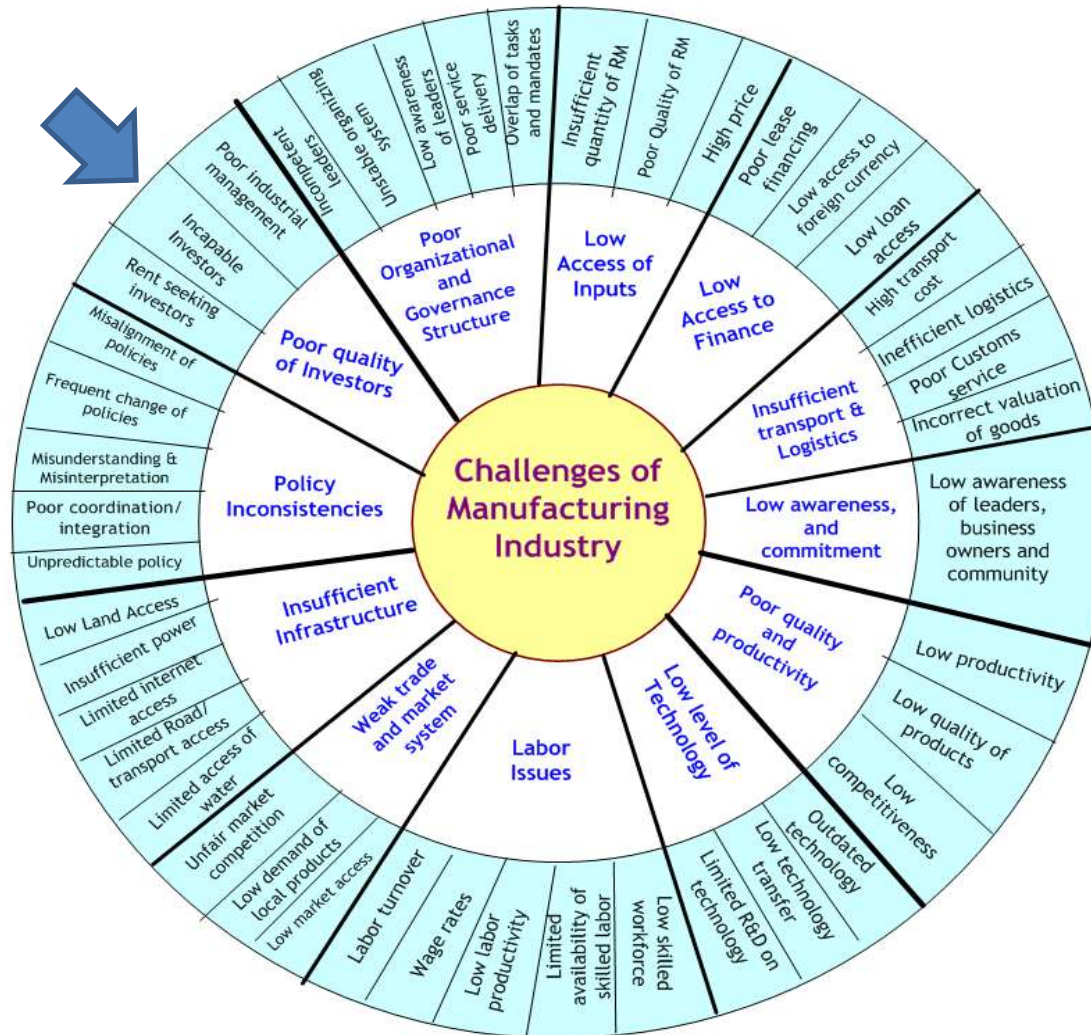 Challenges of
Manufacturing
Industry
Low
Access of
Inputs
Insufficient
quantity of RM
Poor Quality of RM
High price
Low
Access to
Finance
Poor lease
financing
Low access to
foreign currency
Low loan
access
Insufficient
transport &
Logistics
High transport
cost
Inefficient logistics
Poor Customs
service
Incorrect valuation
of goods
Low awareness,
and
commitment
Low awareness
of leaders,
business
owners and
community
Poor quality
and
productivity
Low productivity
Low quality of
products
Low
competitiveness
Low level of
Technology
Outdated
technology
Low technology
transfer
Limited R&D on
technology
Labor
Issues
Low skilled
workforce
Limited
availability of
skilled labor
Low labor
productivity
Wage rates
Labor turnover
Weak trade
and market
system
Low market access
Low demand of
local products
Unfair market
competition
Insufficient
Infrastructure
Limited access of
water
Limited Road/
transport access
Limited internet
access
Insufficient power
Low Land Access
Policy
Inconsistencies
Unpredictable policy
Poor coordination/
integration
Misunderstanding &
Misinterpretation
Frequent change of
policies
Misalignment of
policies
Poor quality
of Investors
Rent seeking
investors
Incapable
Investors
Poor industrial
management
Poor
Organizational
and
Governance
Structure
Incompetent
leaders
Unstable organizing
system
Low awareness
of leaders
Poor service
delivery
Overlap of tasks
and mandates